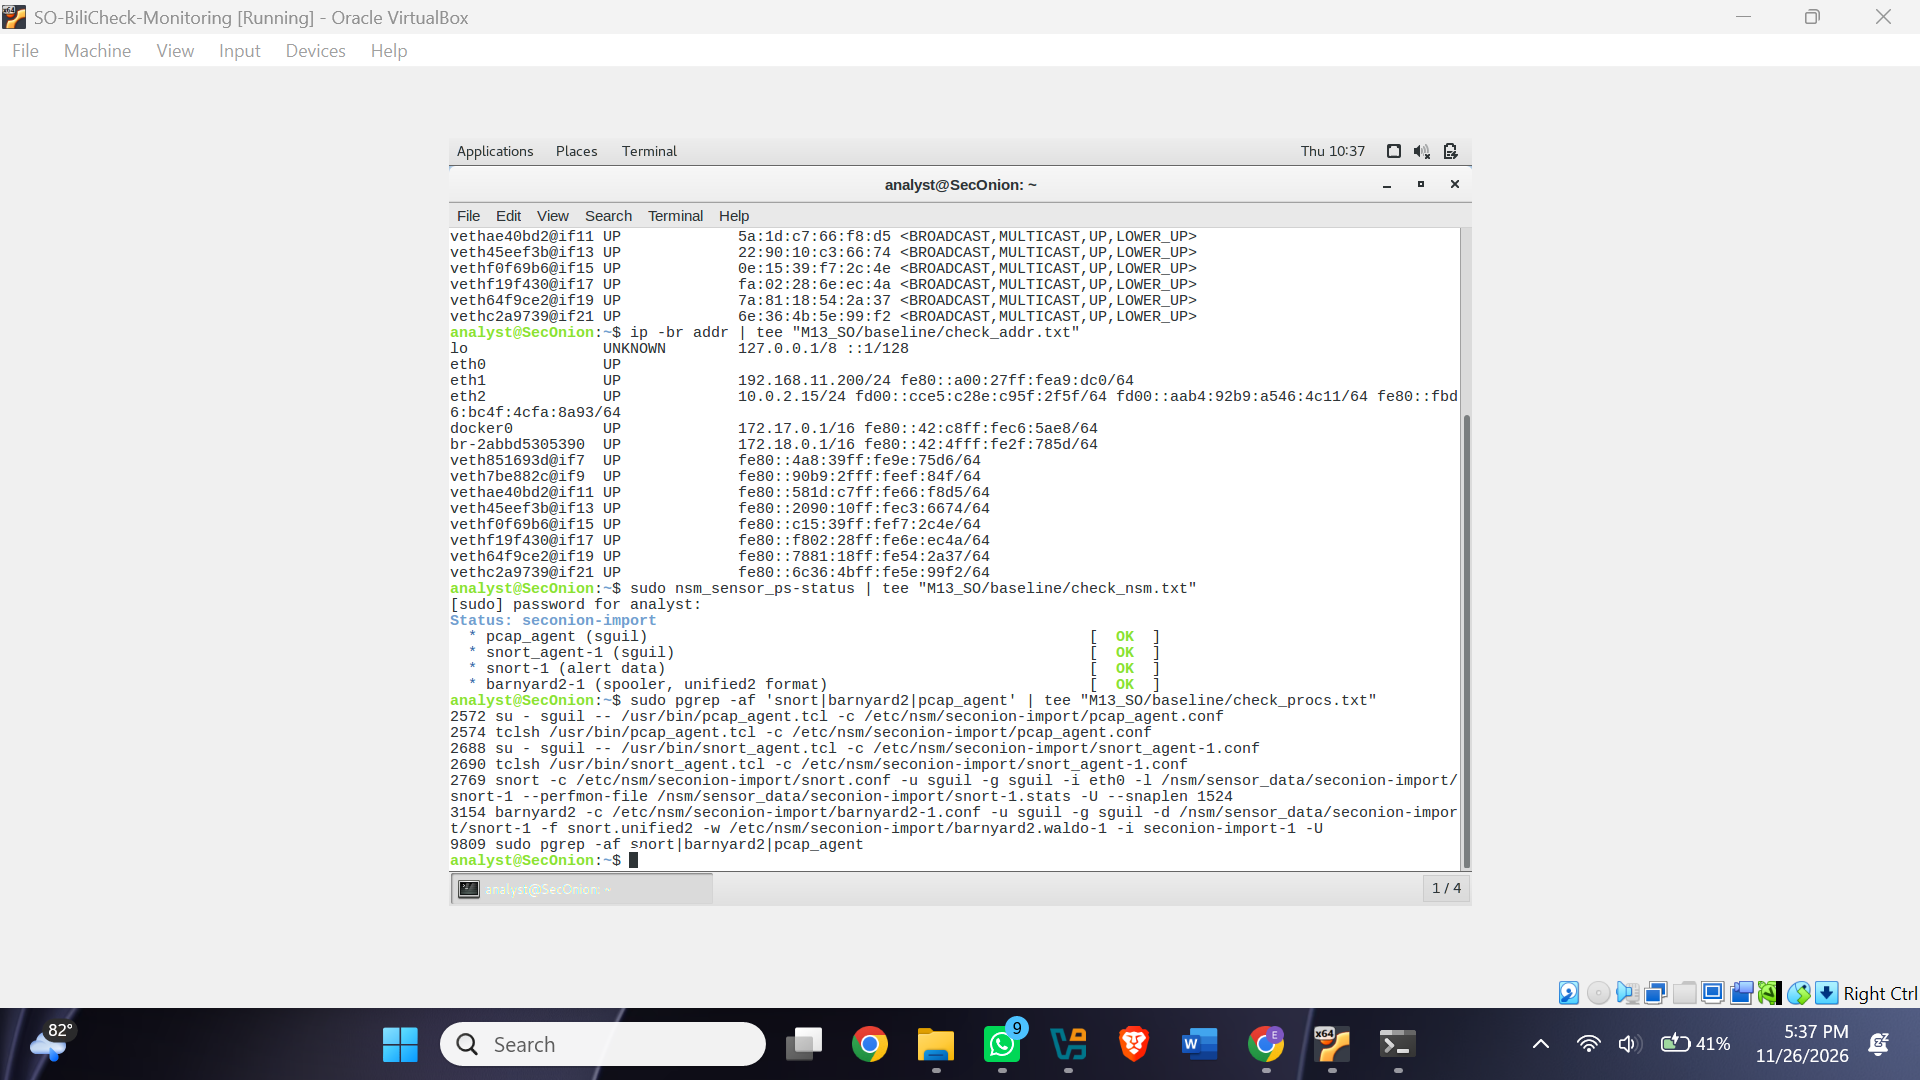 SO-BiliCheck-Monitoring [Running] - Oracle VirtualBox
File Machine View Input Devices Help
Applications Places Terminal Thu 10:37
analyst@SecOnion: ~
File Edit View Search Terminal Help
vethae40bd2@if11 UP 5a:1d:c7:66:f8:d5 <BROADCAST,MULTICAST,UP,LOWER_UP>
veth45eef3b@if13 UP 22:90:10:c3:66:74 <BROADCAST,MULTICAST,UP,LOWER_UP>
vethf0f69b6@if15 UP 0e:15:39:f7:2c:4e <BROADCAST,MULTICAST,UP,LOWER_UP>
vethf19f430@if17 UP fa:02:28:6e:ec:4a <BROADCAST,MULTICAST,UP,LOWER_UP>
veth64f9ce2@if19 UP 7a:81:18:54:2a:37 <BROADCAST,MULTICAST,UP,LOWER_UP>
vethc2a9739@if21 UP 6e:36:4b:5e:99:f2 <BROADCAST,MULTICAST,UP,LOWER_UP>
analyst@SecOnion:~$ ip -br addr | tee "M13_SO/baseline/check_addr.txt"
lo UNKNOWN 127.0.0.1/8 ::1/128
eth0 UP
eth1 UP 192.168.11.200/24 fe80::a00:27ff:fea9:dc0/64
eth2 UP 10.0.2.15/24 fd00::cce5:c28e:c95f:2f5f/64 fd00::aab4:92b9:a546:4c11/64 fe80::fbd
6:bc4f:4cfa:8a93/64
docker0 UP 172.17.0.1/16 fe80::42:c8ff:fec6:5ae8/64
br-2abbd5305390 UP 172.18.0.1/16 fe80::42:4fff:fe2f:785d/64
veth851693d@if7 UP fe80::4a8:39ff:fe9e:75d6/64
veth7be882c@if9 UP fe80::90b9:2fff:feef:84f/64
vethae40bd2@if11 UP fe80::581d:c7ff:fe66:f8d5/64
veth45eef3b@if13 UP fe80::2090:10ff:fec3:6674/64
vethf0f69b6@if15 UP fe80::c15:39ff:fef7:2c4e/64
vethf19f430@if17 UP fe80::f802:28ff:fe6e:ec4a/64
veth64f9ce2@if19 UP fe80::7881:18ff:fe54:2a37/64
vethc2a9739@if21 UP fe80::6c36:4bff:fe5e:99f2/64
analyst@SecOnion:~$ sudo nsm_sensor_ps-status | tee "M13_SO/baseline/check_nsm.txt"
[sudo] password for analyst:
Status: seconion-import
* pcap_agent (sguil) [ OK ]
* snort_agent-1 (sguil) [ OK ]
* snort-1 (alert data) [ OK ]
* barnyard2-1 (spooler, unified2 format) [ OK ]
analyst@SecOnion:~$ sudo pgrep -af 'snort|barnyard2|pcap_agent' | tee "M13_SO/baseline/check_procs.txt"
2572 su - sguil -- /usr/bin/pcap_agent.tcl -c /etc/nsm/seconion-import/pcap_agent.conf
2574 tclsh /usr/bin/pcap_agent.tcl -c /etc/nsm/seconion-import/pcap_agent.conf
2688 su - sguil -- /usr/bin/snort_agent.tcl -c /etc/nsm/seconion-import/snort_agent-1.conf
2690 tclsh /usr/bin/snort_agent.tcl -c /etc/nsm/seconion-import/snort_agent-1.conf
2769 snort -c /etc/nsm/seconion-import/snort.conf -u sguil -g sguil -i eth0 -l /nsm/sensor_data/seconion-import/
snort-1 --perfmon-file /nsm/sensor_data/seconion-import/snort-1.stats -U --snaplen 1524
3154 barnyard2 -c /etc/nsm/seconion-import/barnyard2-1.conf -u sguil -g sguil -d /nsm/sensor_data/seconion-impor
t/snort-1 -f snort.unified2 -w /etc/nsm/seconion-import/barnyard2.waldo-1 -i seconion-import-1 -U
9809 sudo pgrep -af snort|barnyard2|pcap_agent
analyst@SecOnion:~$
analyst@SecOnion: ~ 1 / 4
Right Ctrl
82° Search 9 E x64 41% 5:37 PM
11/26/2026